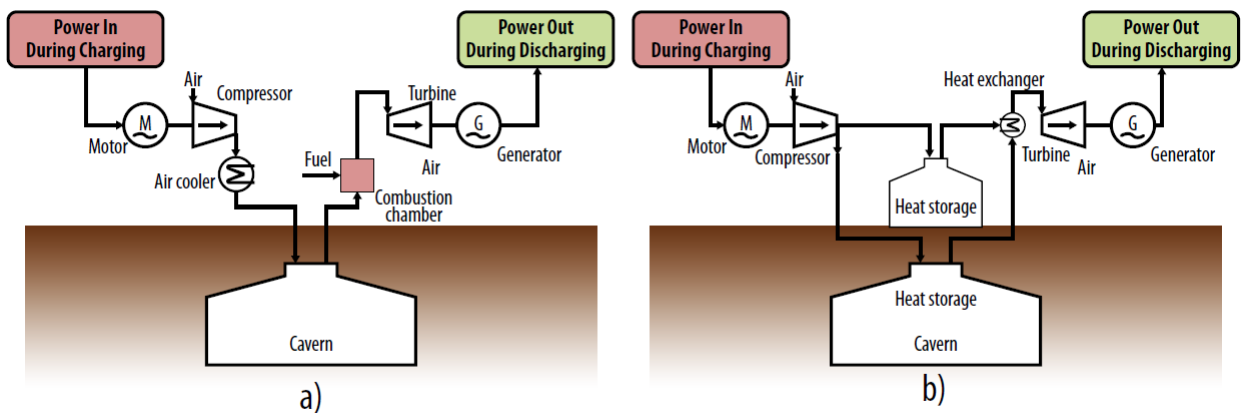 Power In
During Charging
Power Out
During Discharging
Air
Compressor
Turbine
M
G
Motor
Air
Generator
Air cooler
Fuel
Combustion
chamber
Cavern
a)
Power In
During Charging
Power Out
During Discharging
Air
Heat exchanger
M
G
Motor
Compressor
Turbine
Air
Generator
Heat storage
Heat storage
Cavern
b)